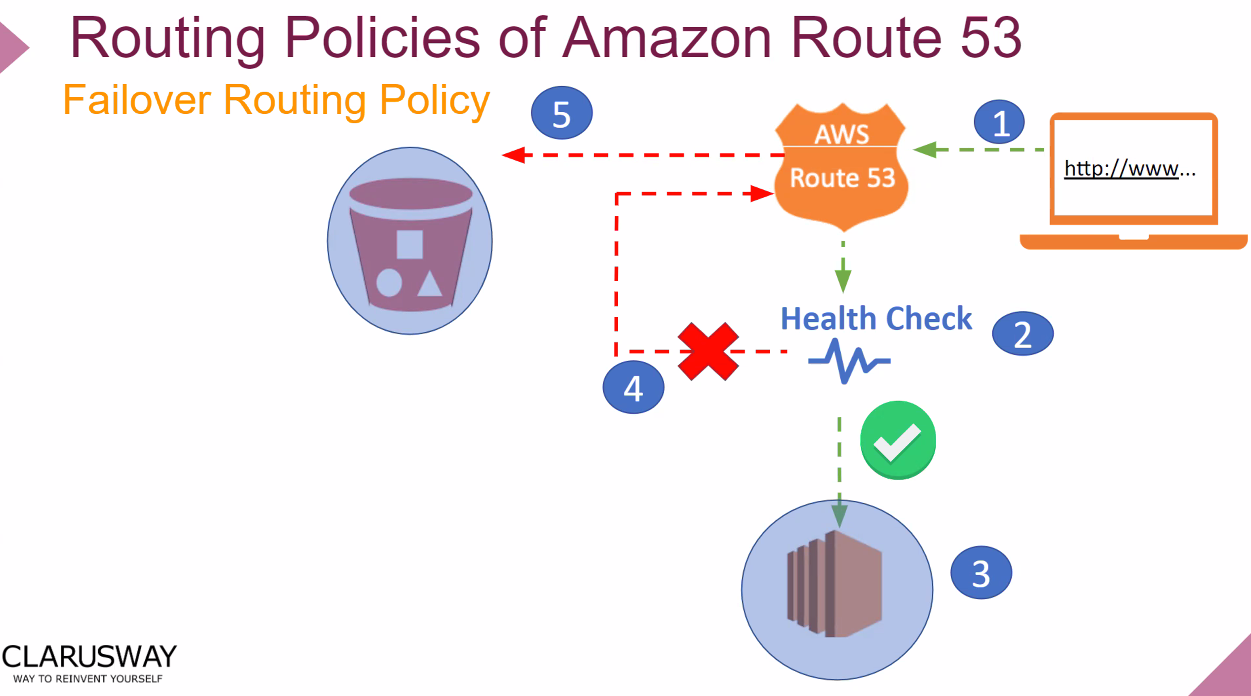 Routing Policies of Amazon Route 53
Failover Routing Policy
5
AWS
Route 53
1
http://www...
Health Check
2
4
3
CLARUSWAY
WAY TO REINVENT YOURSELF